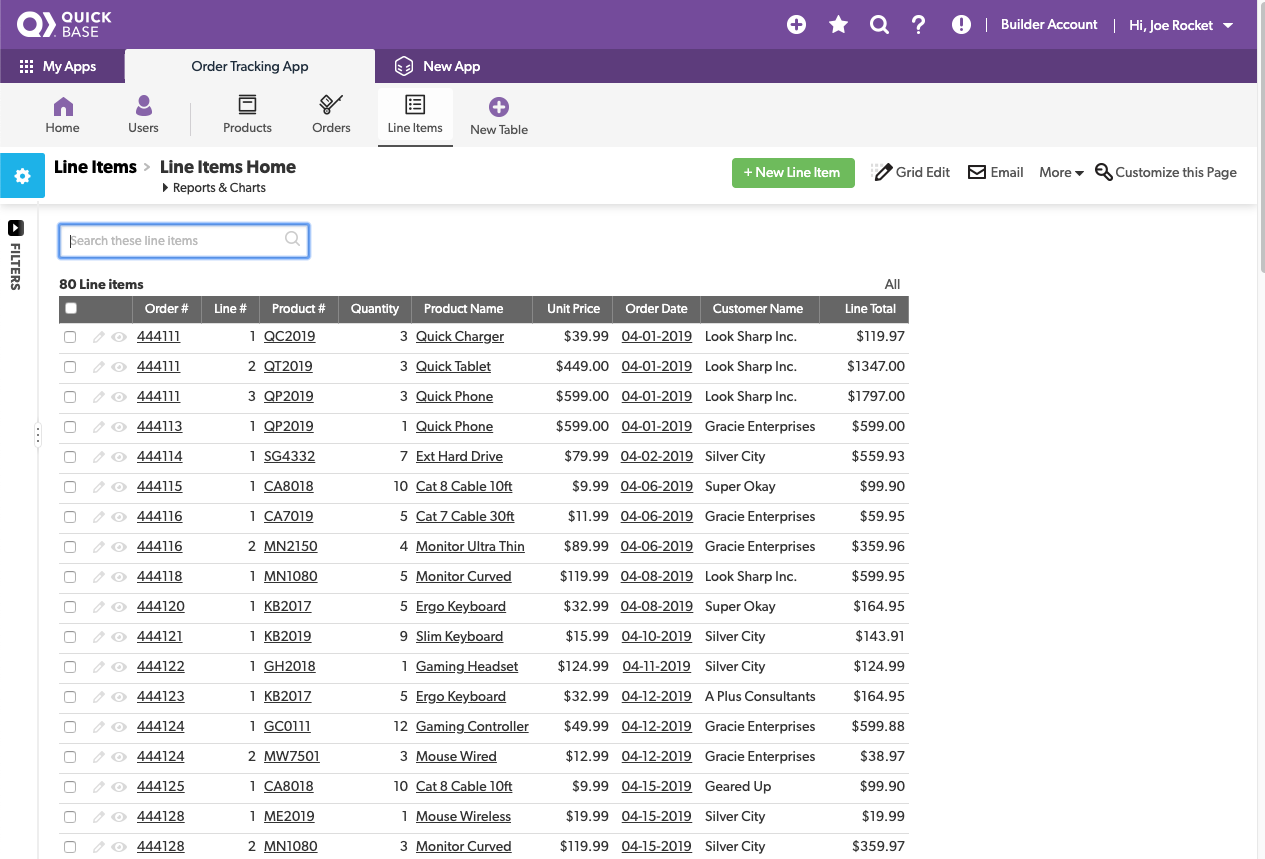 QUICK BASE
Builder Account | Hi, Joe Rocket
My Apps Order Tracking App New App
Home Users Products Orders Line Items New Table
Line Items > Line Items Home
Reports & Charts
+ New Line Item Grid Edit Email More Customize this Page
FILTERS
Search these line items
80 Line items All
Order # Line # Product # Quantity Product Name Unit Price Order Date Customer Name Line Total
444111 1 QC2019 3 Quick Charger $39.99 04-01-2019 Look Sharp Inc. $119.97
444111 2 QT2019 3 Quick Tablet $449.00 04-01-2019 Look Sharp Inc. $1347.00
444111 3 QP2019 3 Quick Phone $599.00 04-01-2019 Look Sharp Inc. $1797.00
444113 1 QP2019 1 Quick Phone $599.00 04-01-2019 Gracie Enterprises $599.00
444114 1 SG4332 7 Ext Hard Drive $79.99 04-02-2019 Silver City $559.93
444115 1 CA8018 10 Cat 8 Cable 10ft $9.99 04-06-2019 Super Okay $99.90
444116 1 CA7019 5 Cat 7 Cable 30ft $11.99 04-06-2019 Gracie Enterprises $59.95
444116 2 MN2150 4 Monitor Ultra Thin $89.99 04-06-2019 Gracie Enterprises $359.96
444118 1 MN1080 5 Monitor Curved $119.99 04-08-2019 Look Sharp Inc. $599.95
444120 1 KB2017 5 Ergo Keyboard $32.99 04-08-2019 Super Okay $164.95
444121 1 KB2019 9 Slim Keyboard $15.99 04-10-2019 Silver City $143.91
444122 1 GH2018 1 Gaming Headset $124.99 04-11-2019 Silver City $124.99
444123 1 KB2017 5 Ergo Keyboard $32.99 04-12-2019 A Plus Consultants $164.95
444124 1 GC0111 12 Gaming Controller $49.99 04-12-2019 Gracie Enterprises $599.88
444124 2 MW7501 3 Mouse Wired $12.99 04-12-2019 Gracie Enterprises $38.97
444125 1 CA8018 10 Cat 8 Cable 10ft $9.99 04-15-2019 Geared Up $99.90
444128 1 ME2019 1 Mouse Wireless $19.99 04-15-2019 Silver City $19.99
444128 2 MN1080 3 Monitor Curved $119.99 04-15-2019 Silver City $359.97